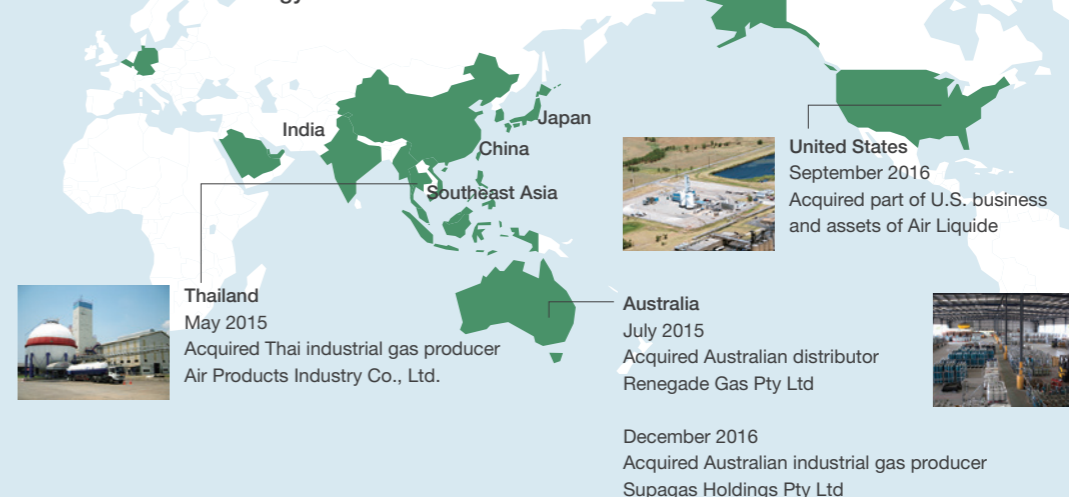 India
Japan
China
Southeast Asia
United States
September 2016
Acquired part of U.S. business
and assets of Air Liquide
Thailand
May 2015
Acquired Thai industrial gas producer
Air Products Industry Co., Ltd.
Australia
July 2015
Acquired Australian distributor
Renegade Gas Pty Ltd
December 2016
Acquired Australian industrial gas producer
Supagas Holdings Pty Ltd